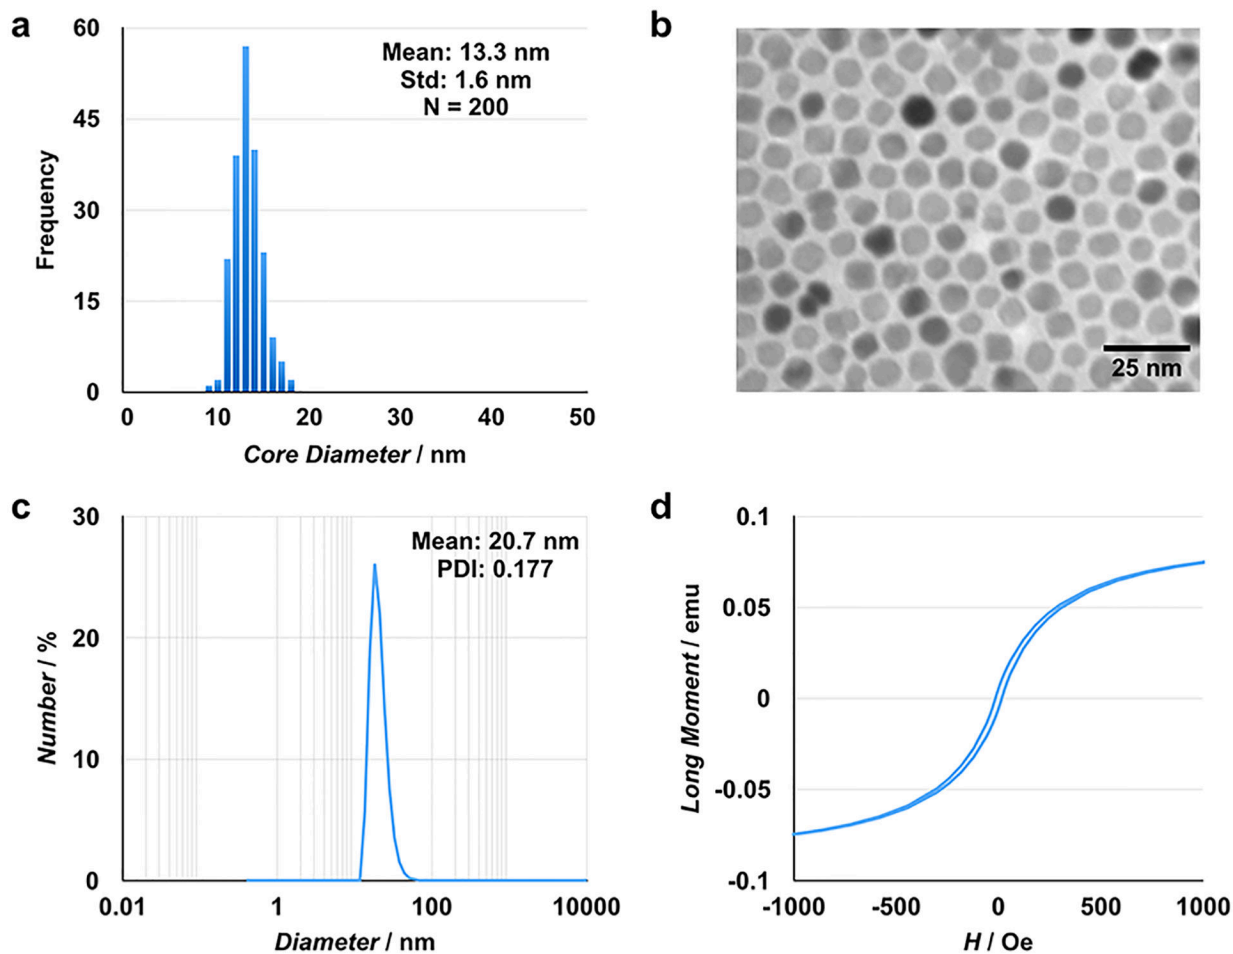 a
60
45
30
15
0
Frequency
Mean: 13.3 nm
Std: 1.6 nm
N = 200
0 10 20 30 40 50
Core Diameter / nm
b
25 nm
c
30
20
10
0
Number / %
Mean: 20.7 nm
PDI: 0.177
0.01 1 100 10000
Diameter / nm
d
0.1
0.05
0
-0.05
-0.1
Long Moment / emu
-1000 -500 0 500 1000
H / Oe